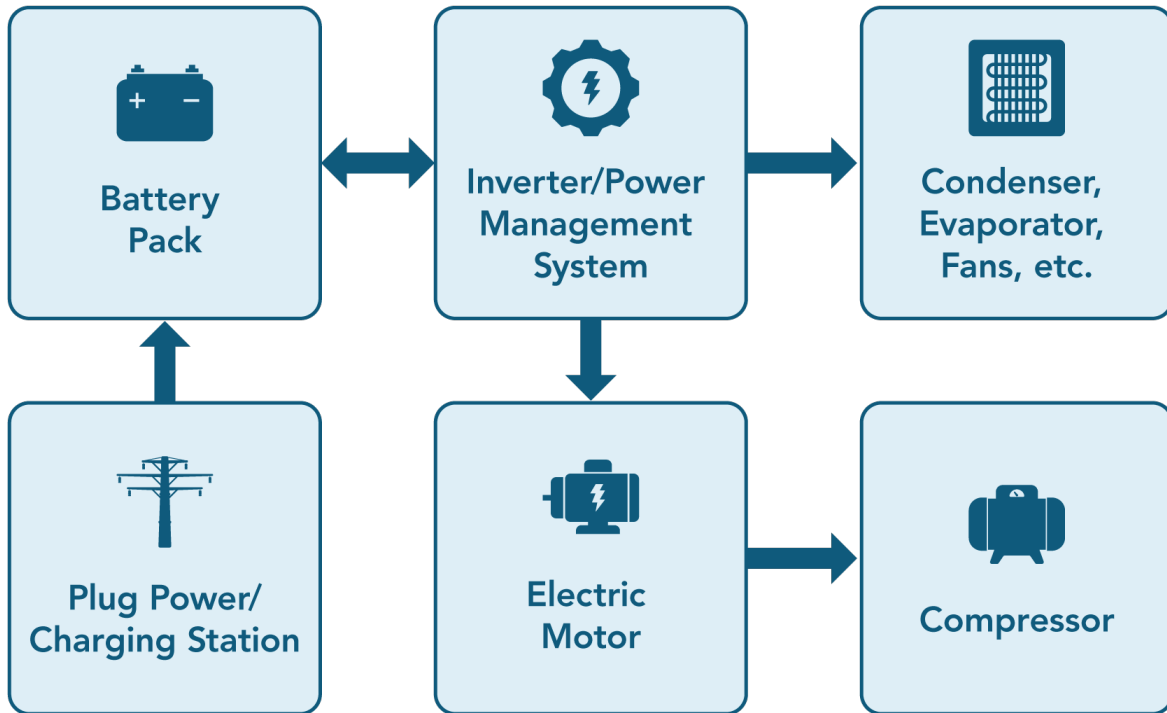 + −
Battery
Pack
Inverter/Power
Management
System
Condenser,
Evaporator,
Fans, etc.
Plug Power/
Charging Station
Electric
Motor
Compressor